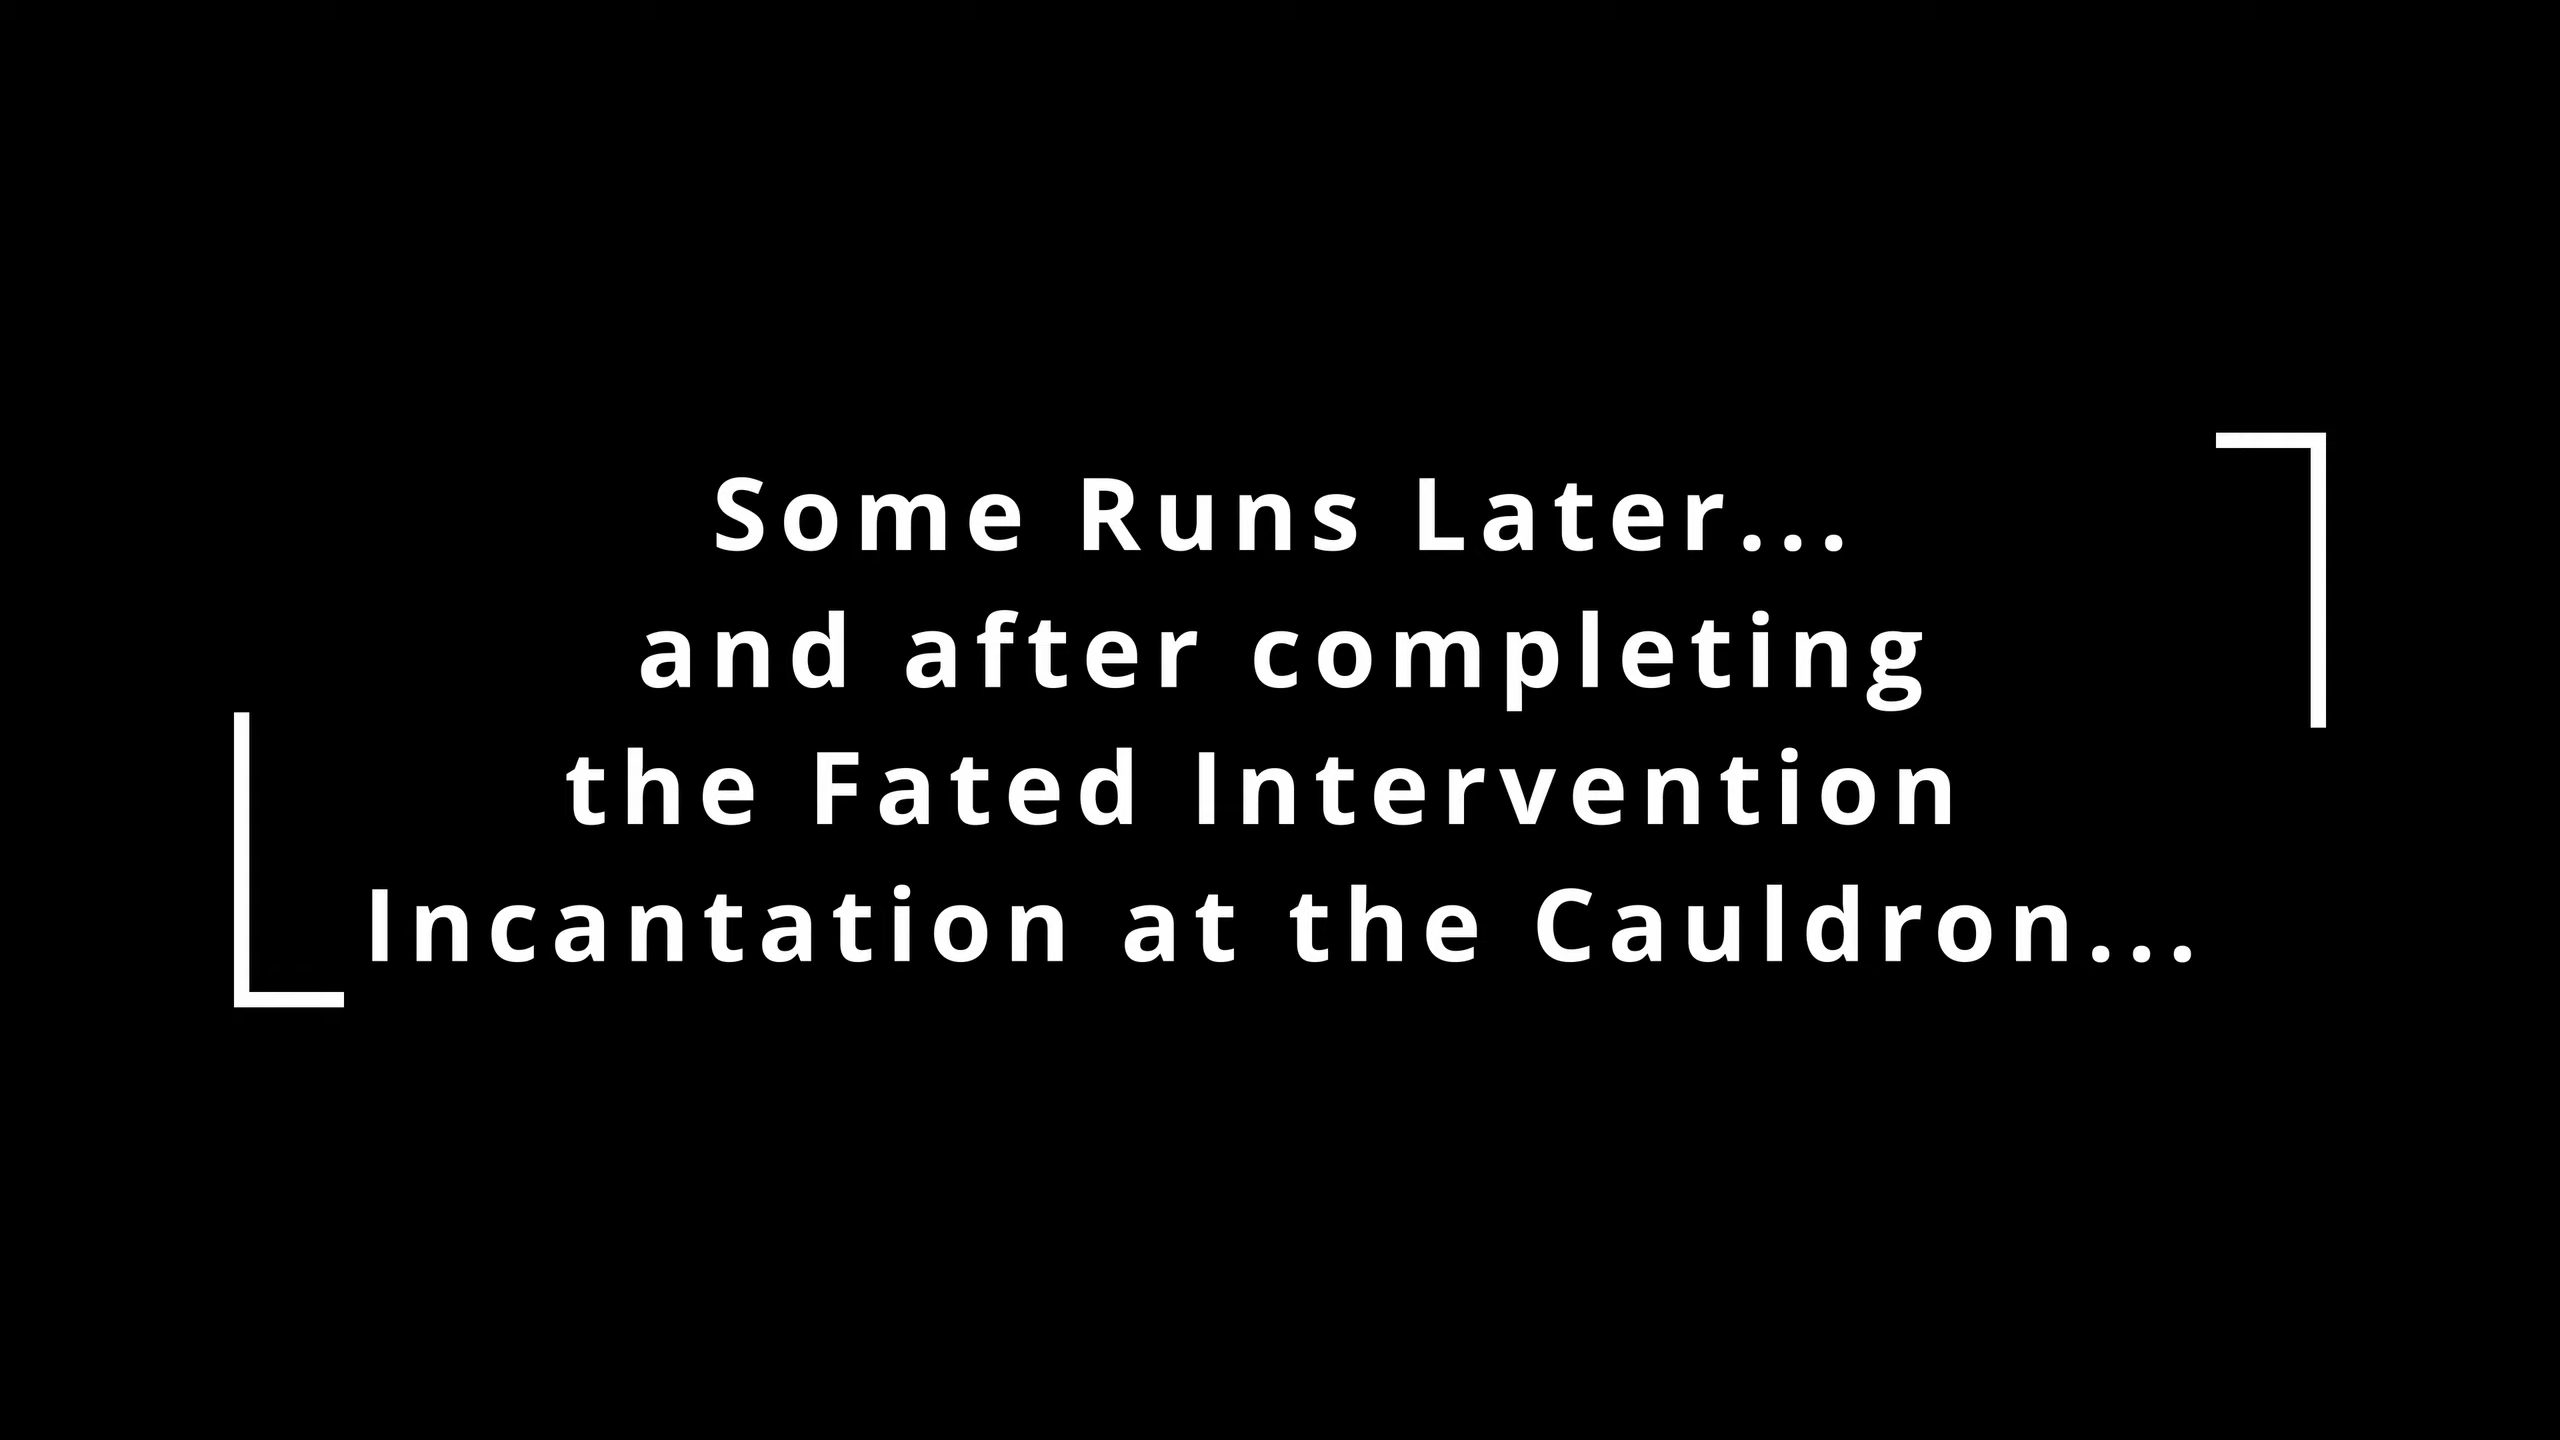 Some Runs Later...
and after completing
the Fated Intervention
Incantation at the Cauldron...